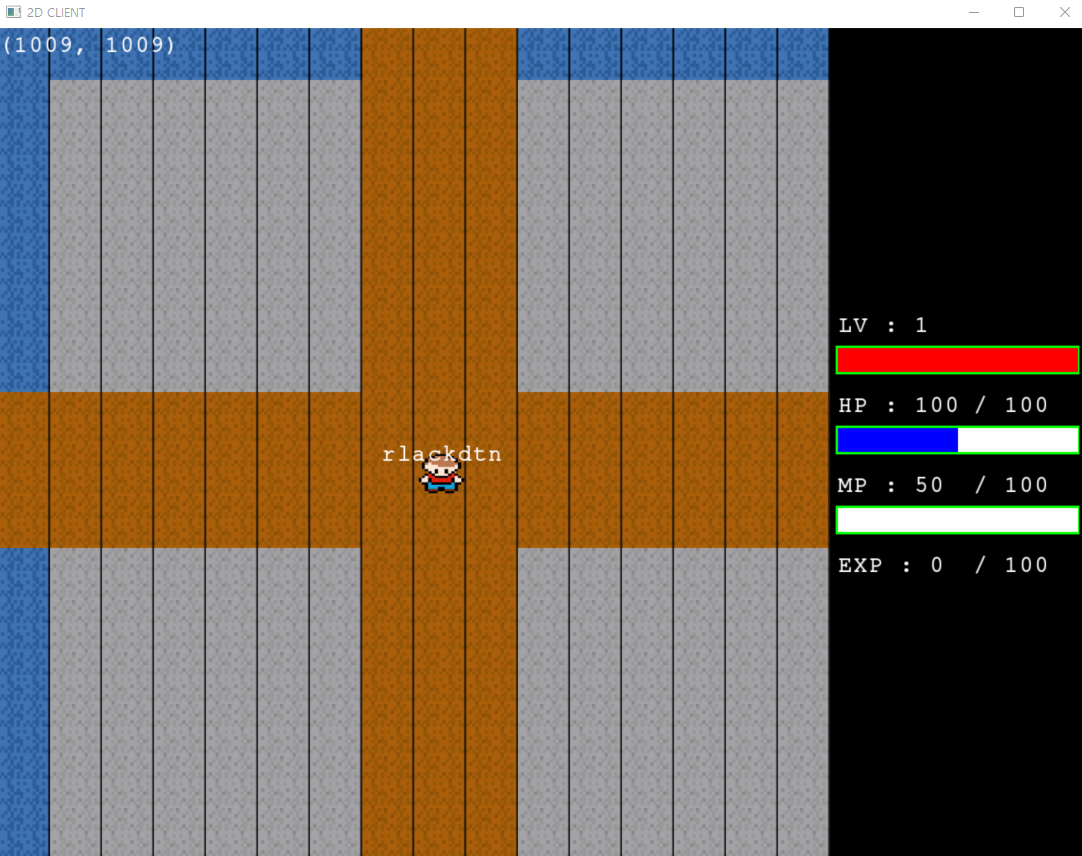 2D CLIENT
(1009, 1009)
rlackdtn
LV : 1
HP : 100 / 100
MP : 50 / 100
EXP : 0 / 100